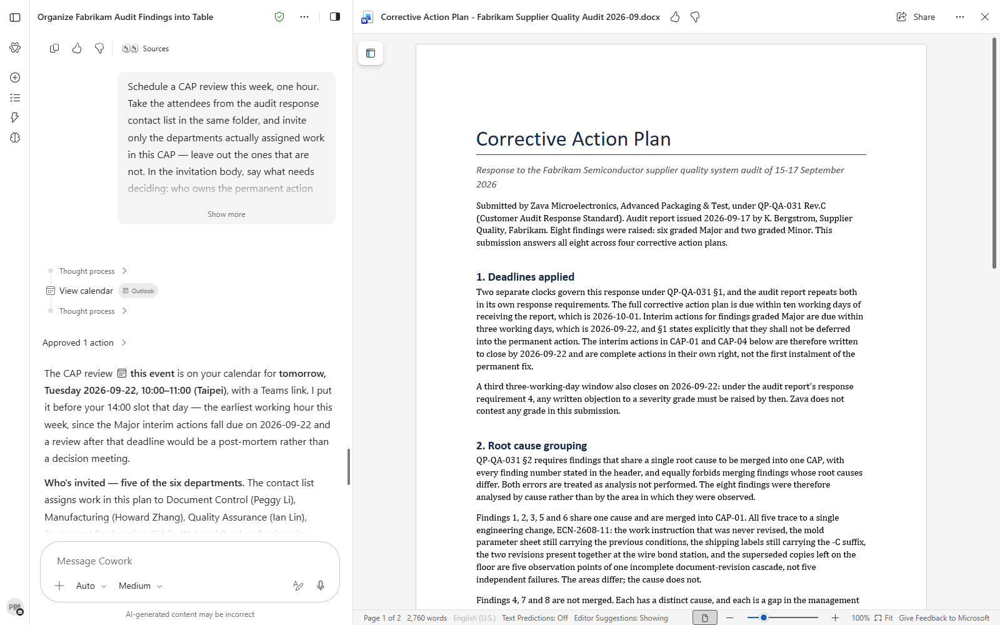 Organize Fabrikam Audit Findings into Table
Sources
Schedule a CAP review this week, one hour.
Take the attendees from the audit response
contact list in the same folder, and invite
only the departments actually assigned work
in this CAP — leave out the ones that are
not. In the invitation body, say what needs
deciding: who owns the permanent action
Show more
Thought process
View calendar Outlook
Thought process
Approved 1 action
The CAP review this event is on your calendar for tomorrow,
Tuesday 2026-09-22, 10:00–11:00 (Taipei), with a Teams link. I put
it before your 14:00 slot that day — the earliest working hour this
week, since the Major interim actions fall due on 2026-09-22 and
a review after that deadline would be a post-mortem rather than
a decision meeting.
Who's invited — five of the six departments. The contact list
assigns work in this plan to Document Control (Peggy Li),
Manufacturing (Howard Zhang), Quality Assurance (Ian Lin),
Message Cowork
Auto Medium
AI-generated content may be incorrect
Corrective Action Plan - Fabrikam Supplier Quality Audit 2026-09.docx
Share
Corrective Action Plan
Response to the Fabrikam Semiconductor supplier quality system audit of 15-17 September
2026
Submitted by Zava Microelectronics, Advanced Packaging & Test, under QP-QA-031 Rev.C
(Customer Audit Response Standard). Audit report issued 2026-09-17 by K. Bergstrom, Supplier
Quality, Fabrikam. Eight findings were raised: six graded Major and two graded Minor. This
submission answers all eight across four corrective action plans.
1. Deadlines applied
Two separate clocks govern this response under QP-QA-031 §1, and the audit report repeats both
in its own response requirements. The full corrective action plan is due within ten working days of
receiving the report, which is 2026-10-01. Interim actions for findings graded Major are due within
three working days, which is 2026-09-22, and §1 states explicitly that they shall not be deferred
into the permanent action. The interim actions in CAP-01 and CAP-04 below are therefore written
to close by 2026-09-22 and are complete actions in their own right, not the first instalment of the
permanent fix.
A third three-working-day window also closes on 2026-09-22: under the audit report's response
requirement 4, any written objection to a severity grade must be raised by then. Zava does not
contest any grade in this submission.
2. Root cause grouping
QP-QA-031 §2 requires findings that share a single root cause to be merged into one CAP, with
every finding number stated in the header, and equally forbids merging findings whose root causes
differ. Both errors are treated as analysis not performed. The eight findings were therefore
analysed by cause rather than by the area in which they were observed.
Findings 1, 2, 3, 5 and 6 share one cause and are merged into CAP-01. All five trace to a single
engineering change, ECN-2608-11: the work instruction that was never revised, the mold
parameter sheet still carrying the previous conditions, the shipping labels still carrying the -C suffix,
the two revisions present together at the wire bond station, and the superseded copies left on the
floor are five observation points of one incomplete document-revision cascade, not five
independent failures. The areas differ; the cause does not.
Findings 4, 7 and 8 are not merged. Each has a distinct cause, and each is a gap in the management
Page 1 of 2 2,760 words English (U.S.) Text Predictions: Off Editor Suggestions: Showing 100% Fit Give Feedback to Microsoft